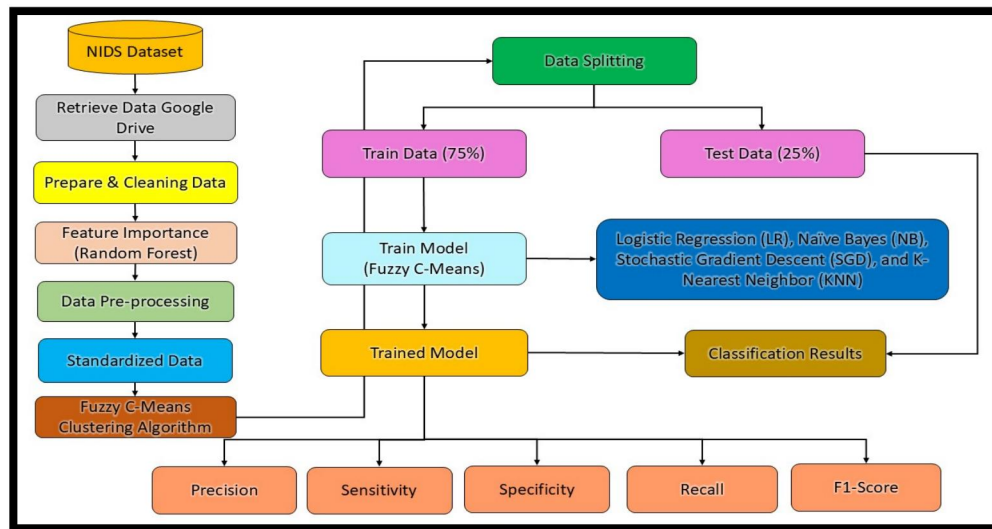 NIDS Dataset
Retrieve Data Google
Drive
Prepare & Cleaning Data
Feature Importance
(Random Forest)
Data Pre-processing
Standardized Data
Fuzzy C-Means
Clustering Algorithm
Data Splitting
Train Data (75%)
Test Data (25%)
Train Model
(Fuzzy C-Means)
Logistic Regression (LR), Naïve Bayes (NB),
Stochastic Gradient Descent (SGD), and K-
Nearest Neighbor (KNN)
Trained Model
Classification Results
Precision
Sensitivity
Specificity
Recall
F1-Score